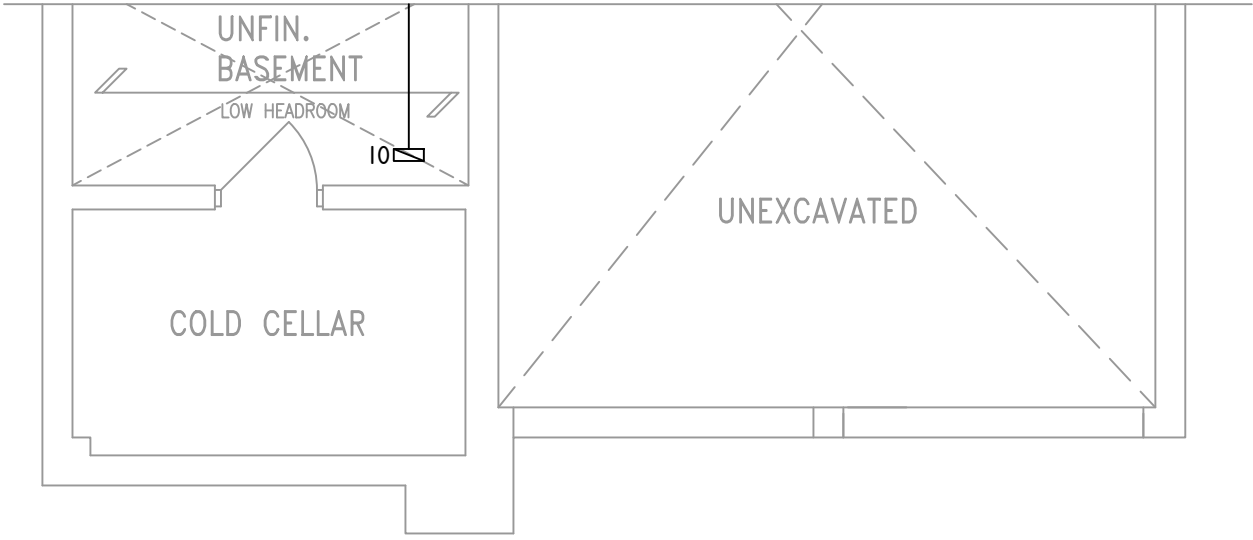 UNFIN.
BASEMENT
LOW HEADROOM
10
UNEXCAVATED
COLD CELLAR